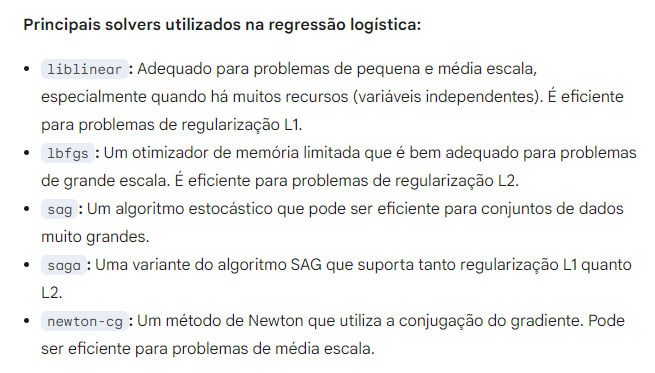 Principais solvers utilizados na regressão logística:
• liblinear : Adequado para problemas de pequena e média escala,
especialmente quando há muitos recursos (variáveis independentes). É eficiente
para problemas de regularização L1.
• lbfgs : Um otimizador de memória limitada que é bem adequado para problemas
de grande escala. É eficiente para problemas de regularização L2.
• sag : Um algoritmo estocástico que pode ser eficiente para conjuntos de dados
muito grandes.
• saga : Uma variante do algoritmo SAG que suporta tanto regularização L1 quanto
L2.
• newton-cg : Um método de Newton que utiliza a conjugação do gradiente. Pode
ser eficiente para problemas de média escala.